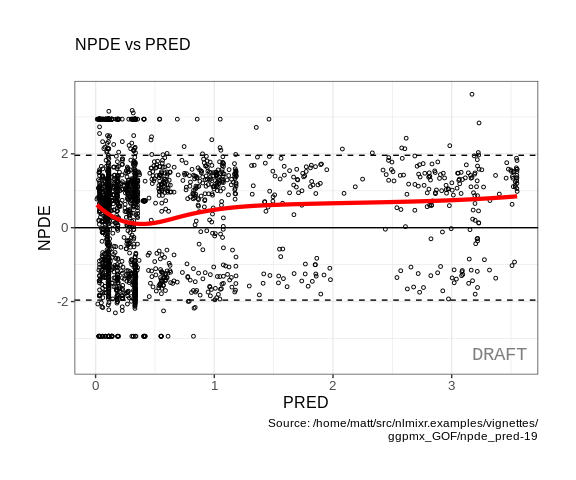 NPDE vs PRED
NPDE
2
0
-2
DRAFT
0 1 2 3
PRED
Source: /home/matt/src/nlmixr.examples/vignettes/
ggpmx_GOF/npde_pred-19